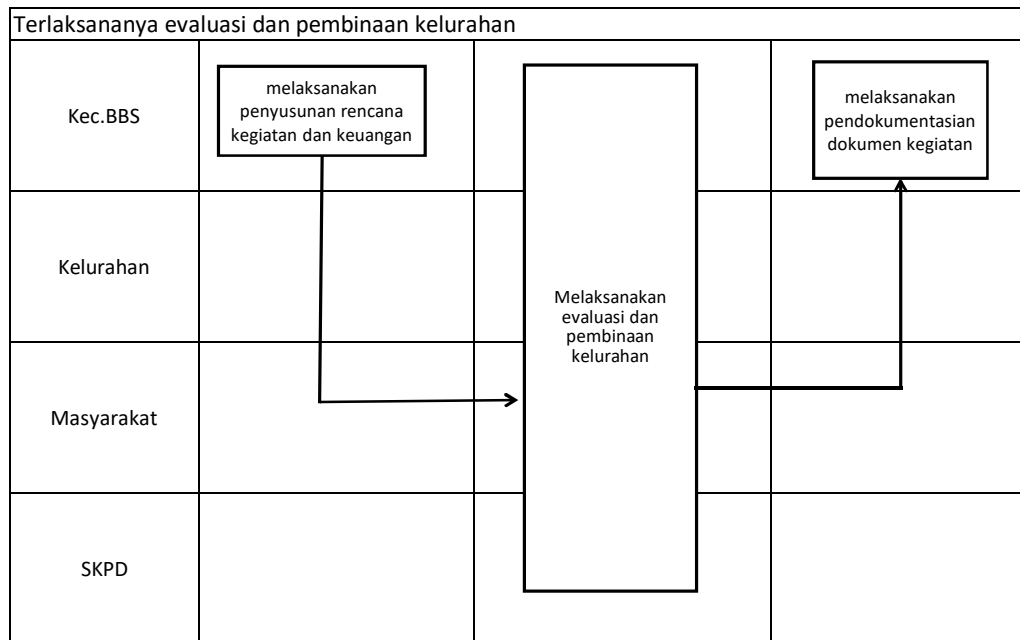 Terlaksananya evaluasi dan pembinaan kelurahan
Kec.BBS
melaksanakan
penyusunan rencana
kegiatan dan keuangan
melaksanakan
pendokumentasian
dokumen kegiatan
Kelurahan
Melaksanakan
evaluasi dan
pembinaan
kelurahan
Masyarakat
SKPD